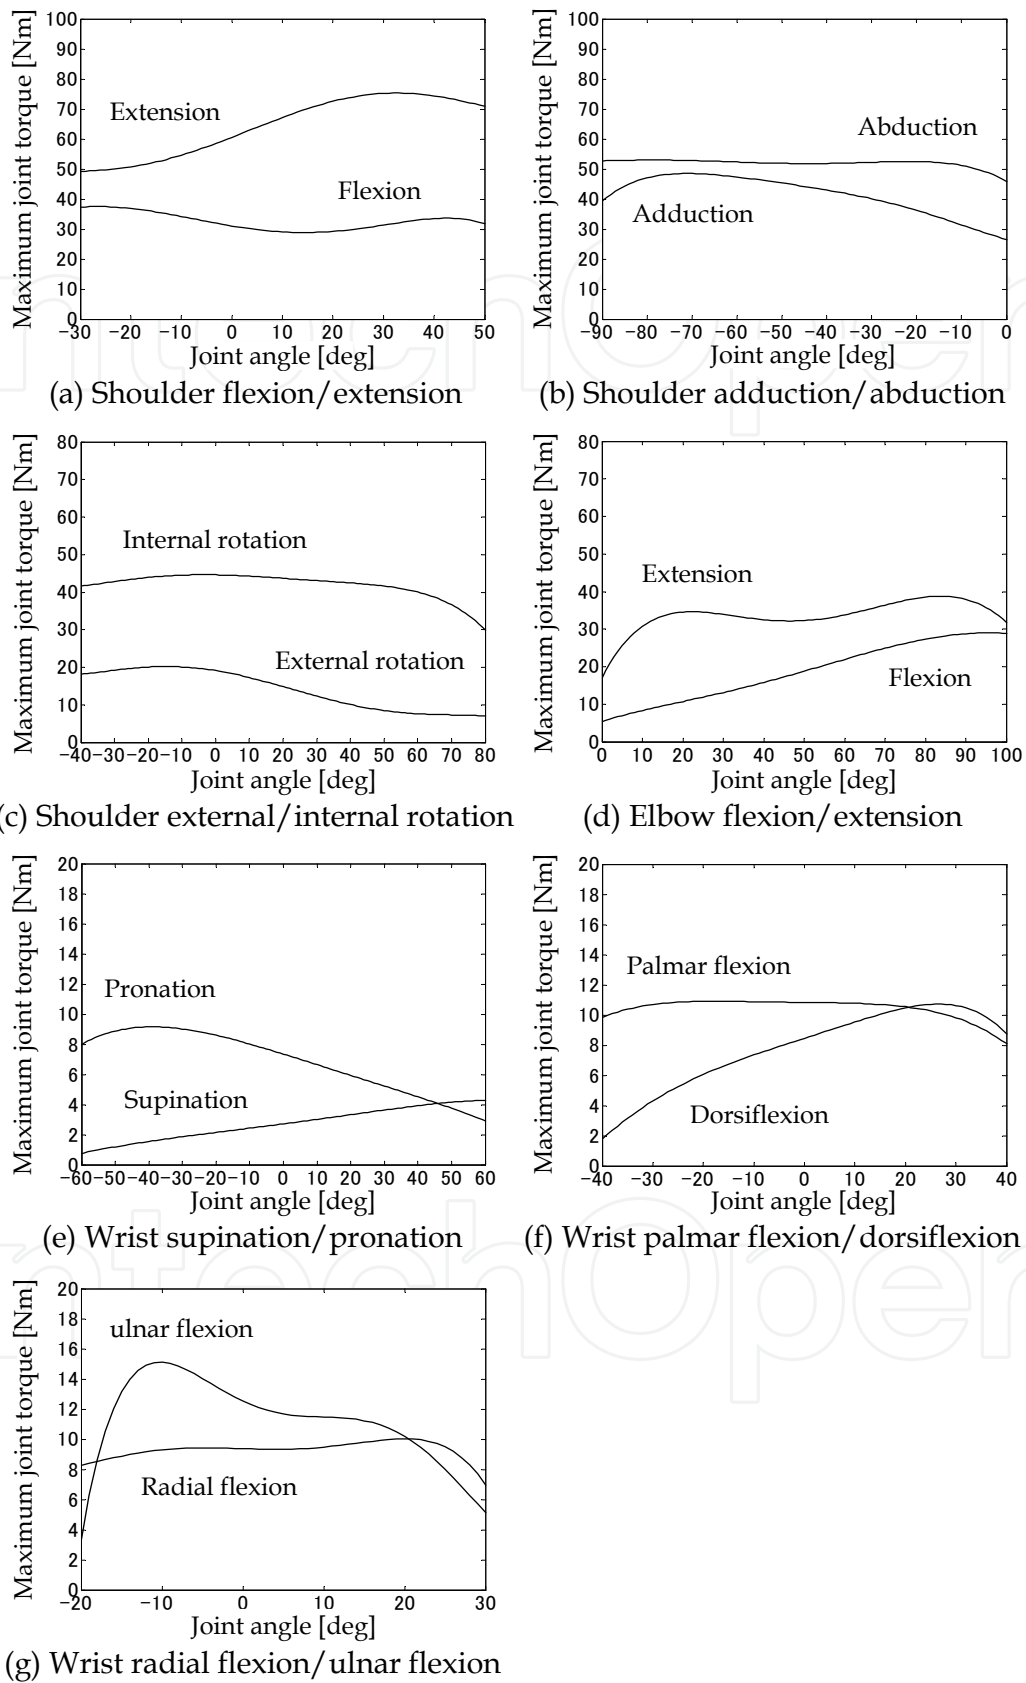 Maximum joint torque [Nm]
100
90
80
70
60
50
40
30
20
10
0
Extension
Flexion
-30 -20 -10 0 10 20 30 40 50
Joint angle [deg]
(a) Shoulder flexion/extension
Maximum joint torque [Nm]
100
90
80
70
60
50
40
30
20
10
0
Abduction
Adduction
-90 -80 -70 -60 -50 -40 -30 -20 -10 0
Joint angle [deg]
(b) Shoulder adduction/abduction
Maximum joint torque [Nm]
80
70
60
50
40
30
20
10
0
Internal rotation
External rotation
-40-30-20-10 0 10 20 30 40 50 60 70 80
Joint angle [deg]
(c) Shoulder external/internal rotation
Maximum joint torque [Nm]
80
70
60
50
40
30
20
10
0
Extension
Flexion
0 10 20 30 40 50 60 70 80 90 100
Joint angle [deg]
(d) Elbow flexion/extension
Maximum joint torque [Nm]
20
18
16
14
12
10
8
6
4
2
0
Pronation
Supination
-60-50-40-30-20-10 0 10 20 30 40 50 60
Joint angle [deg]
(e) Wrist supination/pronation
Maximum joint torque [Nm]
20
18
16
14
12
10
8
6
4
2
0
Palmar flexion
Dorsiflexion
-40 -30 -20 -10 0 10 20 30 40
Joint angle [deg]
(f) Wrist palmar flexion/dorsiflexion
Maximum joint torque [Nm]
20
18
16
14
12
10
8
6
4
2
0
ulnar flexion
Radial flexion
-20 -10 0 10 20 30
Joint angle [deg]
(g) Wrist radial flexion/ulnar flexion